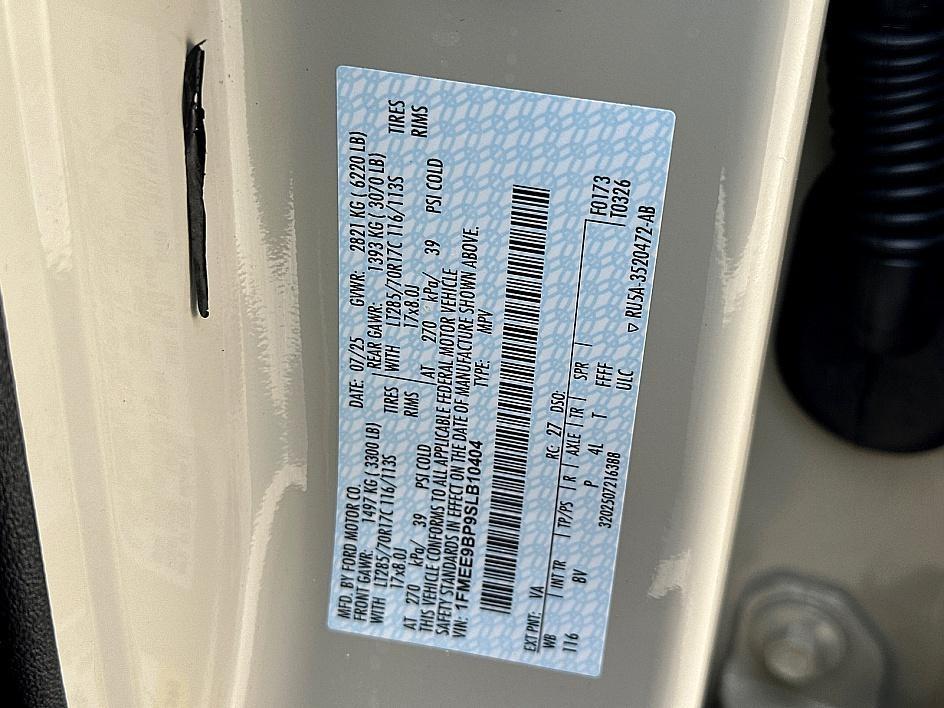 MFD. BY FORD MOTOR CO. DATE: 07/25 GVWR: 2821 KG ( 6220 LB)
FRONT GAWR: 1497 KG ( 3300 LB) REAR GAWR: 1393 KG ( 3070 LB)
WITH LT285/70R17C 116/113S TIRES WITH LT285/70R17C 116/113S TIRES
17x8.0J RIMS 17x8.0J RIMS
AT 270 kPa/ 39 PSI COLD AT 270 kPa/ 39 PSI COLD
THIS VEHICLE CONFORMS TO ALL APPLICABLE FEDERAL MOTOR VEHICLE
SAFETY STANDARDS IN EFFECT ON THE DATE OF MANUFACTURE SHOWN ABOVE.
VIN: 1FMEE9BP9SLB10404 TYPE: MPV
EXT PNT: VA RC: 27 DSO:
WB INT TR TP/PS R AXLE TR SPR F0173
116 BV P 4L T FFFF T0326
3202507216388 ULC ▽ RU5A-3520472-AB